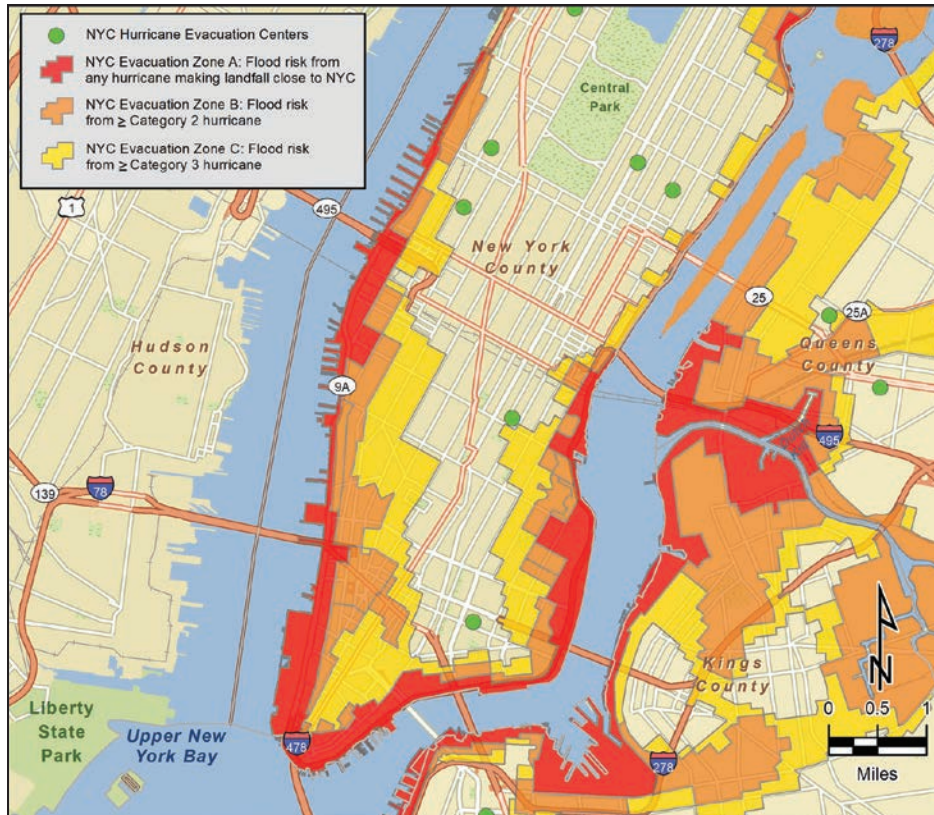 NYC Hurricane Evacuation Centers
NYC Evacuation Zone A: Flood risk from
any hurricane making landfall close to NYC
NYC Evacuation Zone B: Flood risk
from ≥ Category 2 hurricane
NYC Evacuation Zone C: Flood risk
from ≥ Category 3 hurricane
278
Central
Park
1
495
New York
County
25
25A
Hudson
County
Queens
County
9A
495
139
78
N
Kings
County
Liberty
State
Park
Upper New
York Bay
478
278
0 0.5 1
Miles